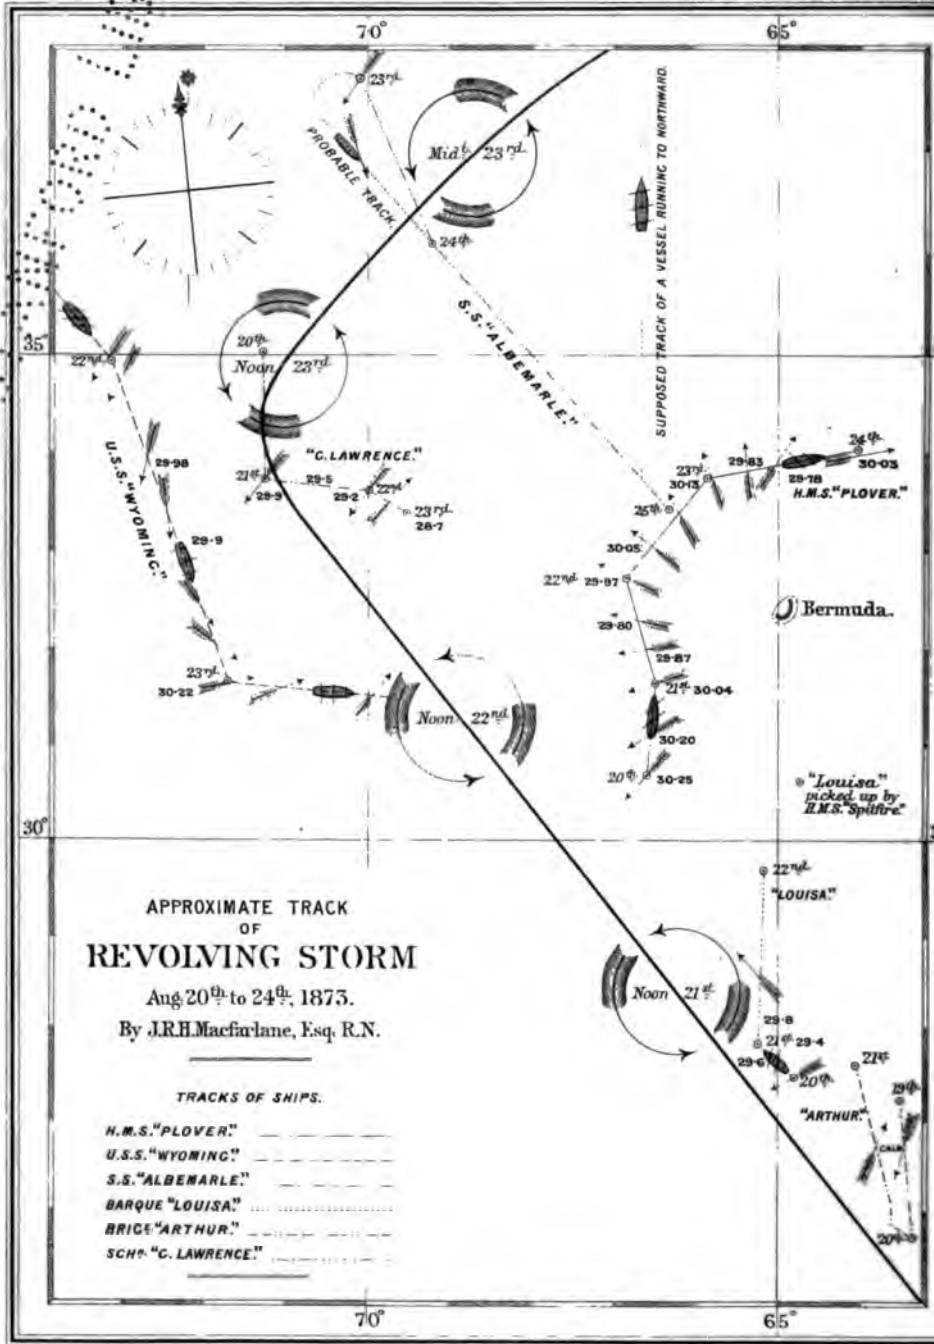 70°
65°
23rd
Midt. 23rd
PROBABLE TRACK
24th
SUPPOSED TRACK OF A VESSEL RUNNING TO NORTHWARD.
S.S. "ALBEMARLE."
35°
20th
Noon 23rd
22nd
U.S.S. "WYOMING."
29-98
29-9
"C. LAWRENCE."
21st
29-9
29-5
29-2
22nd
23rd
28-7
24th
30-03
29-83
29-78
H.M.S. "PLOVER."
23rd
30-13
25th
30-05
22nd 29-97
29-80
29-87
21st 30-04
30-20
20th
30-25
Bermuda.
23rd
30-22
Noon 22nd
"Louisa"
picked up by
H.M.S. "Spitfire."
30°
22nd
"LOUISA."
Noon 21st
29-8
21st 29-4
29-6
20th
21st
19th
"ARTHUR."
CALM
20th
APPROXIMATE TRACK
OF
REVOLVING STORM
Aug. 20th to 24th, 1873.
By J.R.H. Macfarlane, Esq. R.N.
TRACKS OF SHIPS.
H.M.S. "PLOVER."
U.S.S. "WYOMING."
S.S. "ALBEMARLE."
BARQUE "LOUISA."
BRIGE "ARTHUR."
SCHR. "C. LAWRENCE."
70°
65°